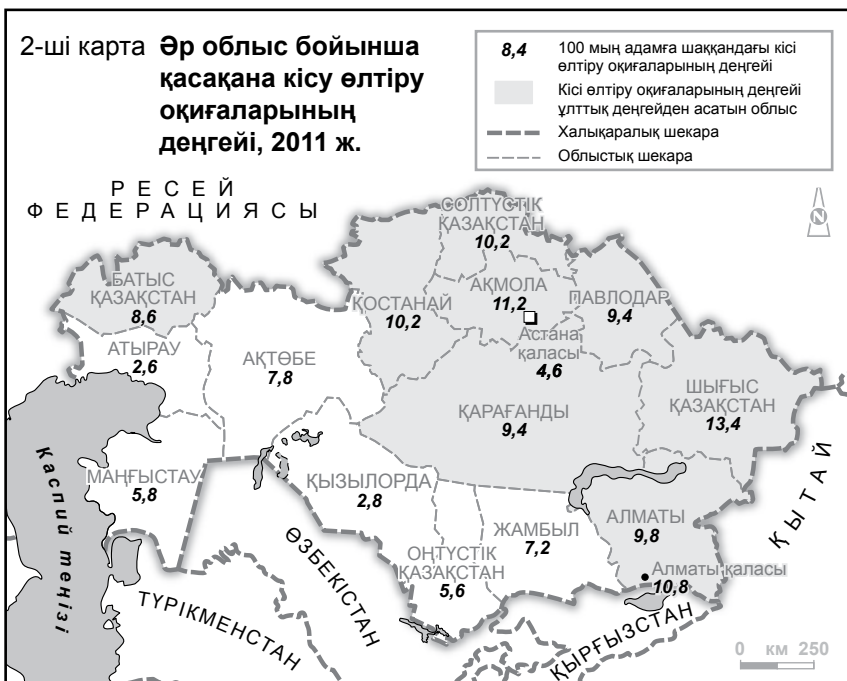 2-ші карта Әр облыс бойынша
қасақана кісу өлтіру
оқиғаларының
деңгейі, 2011 ж.
8,4 100 мың адамға шаққандағы кісі
өлтіру оқиғаларының деңгейі
Кісі өлтіру оқиғаларының деңгейі
ұлттық деңгейден асатын облыс
Халықаралық шекара
Облыстық шекара
РЕСЕЙ
ФЕДЕРАЦИЯСЫ
N
СОЛТҮСТІК
ҚАЗАҚСТАН
10,2
БАТЫС
ҚАЗАҚСТАН
8,6
ҚОСТАНАЙ
10,2
АҚМОЛА
11,2
ПАВЛОДАР
9,4
Астана
қаласы
4,6
АТЫРАУ
2,6
АҚТӨБЕ
7,8
ҚАРАҒАНДЫ
9,4
ШЫҒЫС
ҚАЗАҚСТАН
13,4
МАҢҒЫСТАУ
5,8
ҚЫЗЫЛОРДА
2,8
ЖАМБЫЛ
7,2
АЛМАТЫ
9,8
ОҢТҮСТІК
ҚАЗАҚСТАН
5,6
Алматы қаласы
10,8
Каспий теңізі
ҚЫТАЙ
ӨЗБЕКІСТАН
ТҮРІКМЕНСТАН
ҚЫРҒЫЗСТАН
0 км 250